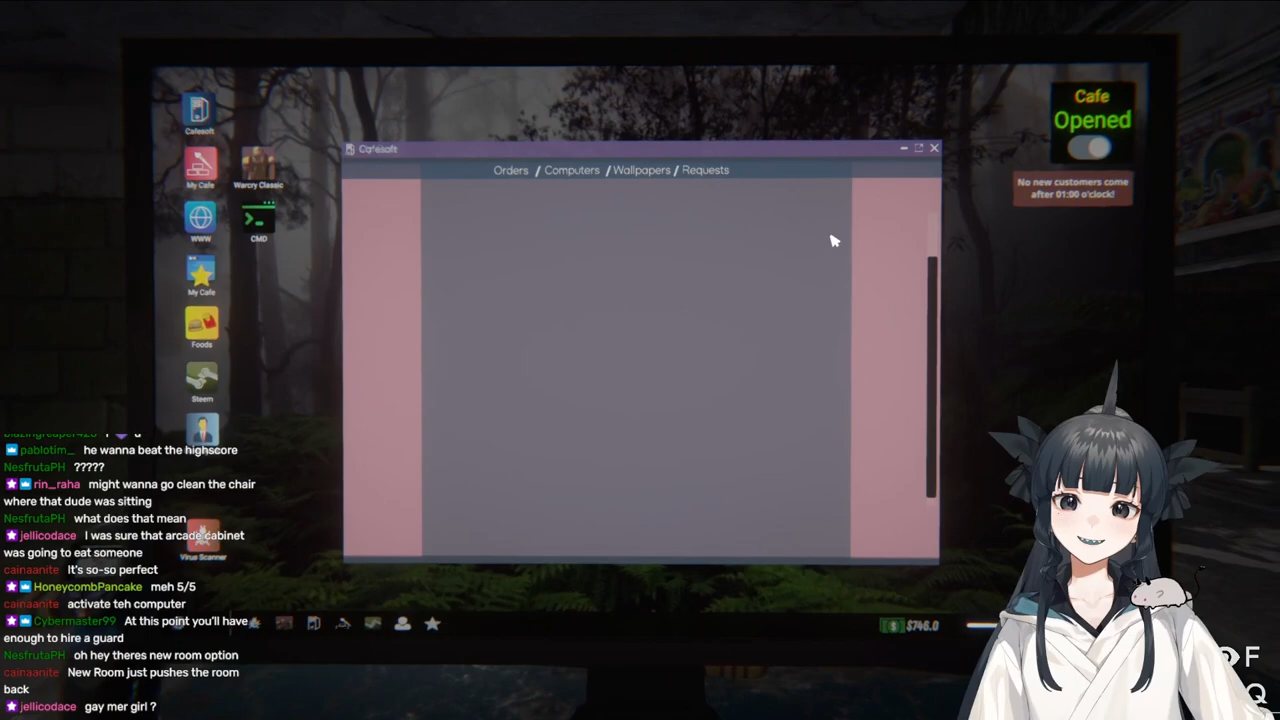 Cafe
Opened
No new customers come
after 01:00 o'clock!
Cafesoft
Orders / Computers / Wallpapers / Requests
Cafesoft
My Cafe
Warcry Classic
WWW
CMD
My Cafe
Foods
Steem
Virus Scanner
$746.0
pablotim_ he wanna beat the highscore
NesfrutaPH ?????
rin_raha might wanna go clean the chair
where that dude was sitting
NesfrutaPH what does that mean
jellicodace I was sure that arcade cabinet
was going to eat someone
cainaanite It's so-so perfect
HoneycombPancake meh 5/5
cainaanite activate teh computer
Cybermaster99 At this point you'll have
enough to hire a guard
NesfrutaPH oh hey theres new room option
cainaanite New Room just pushes the room
back
jellicodace gay mer girl ?
F
Q